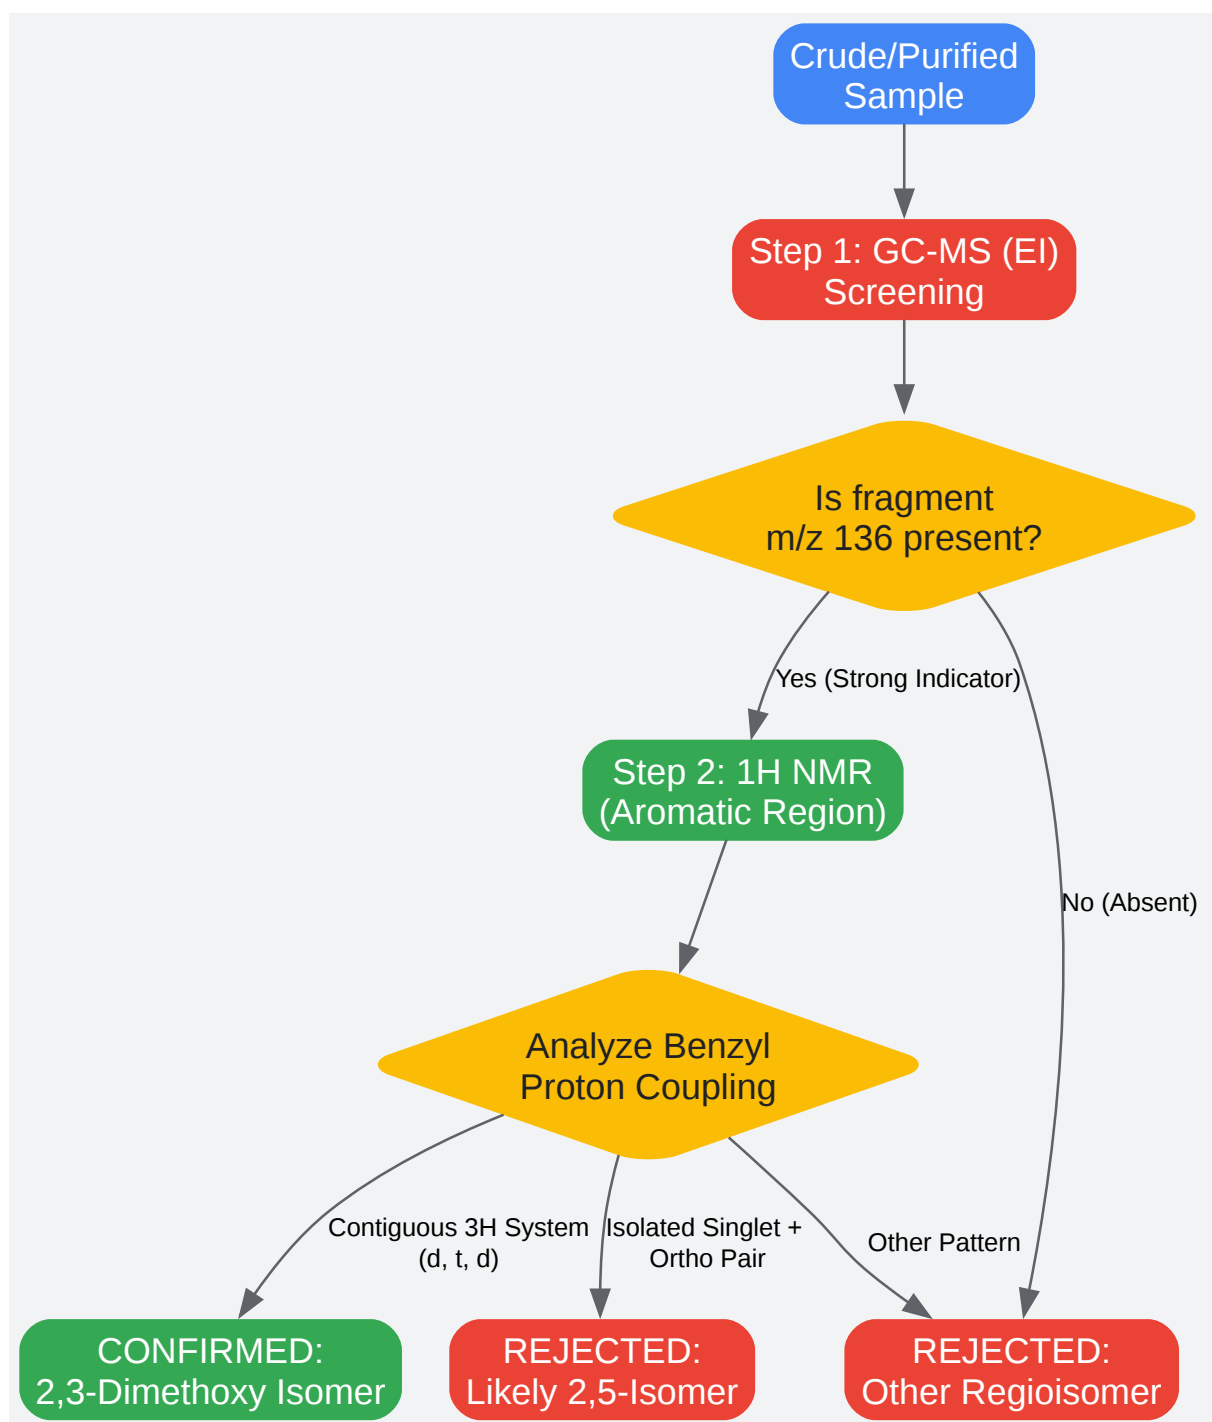 Crude/Purified
Sample
Step 1: GC-MS (EI)
Screening
Is fragment
m/z 136 present?
Yes (Strong Indicator)
Step 2: 1H NMR
(Aromatic Region)
No (Absent)
Analyze Benzyl
Proton Coupling
Contiguous 3H System
(d, t, d)
Isolated Singlet +
Ortho Pair
Other Pattern
CONFIRMED:
2,3-Dimethoxy Isomer
REJECTED:
Likely 2,5-Isomer
REJECTED:
Other Regioisomer